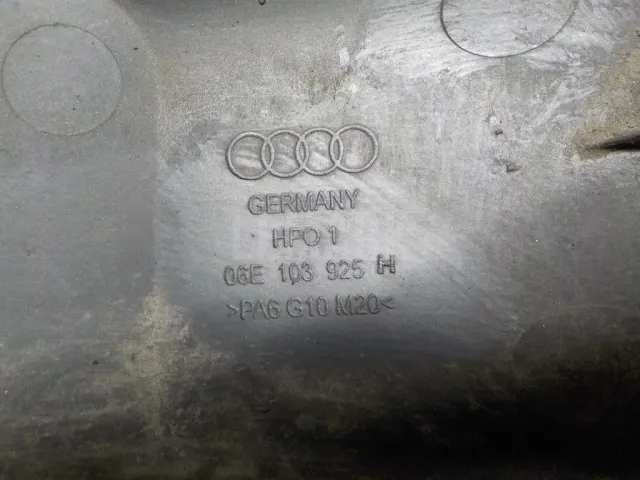 GERMANY
HPO 1
06E 103 925 H
>PA6 G10 M20<